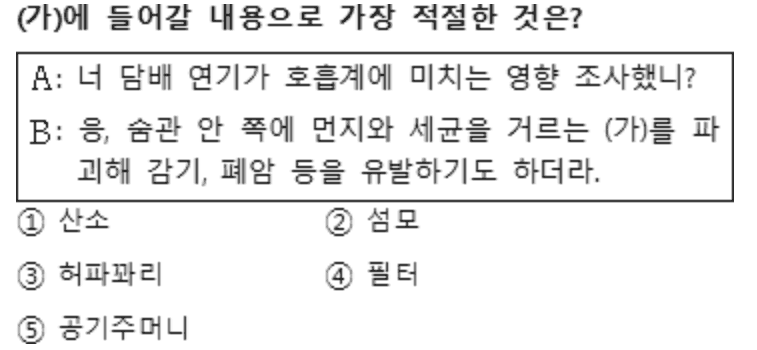 (가)에 들어갈 내용으로 가장 적절한 것은?
A: 너 담배 연기가 호흡계에 미치는 영향 조사했니?
B: 응, 숨관 안 쪽에 먼지와 세균을 거르는 (가)를 파
괴해 감기, 폐암 등을 유발하기도 하더라.
① 산소 ② 섬모
③ 허파꽈리 ④ 필터
⑤ 공기주머니